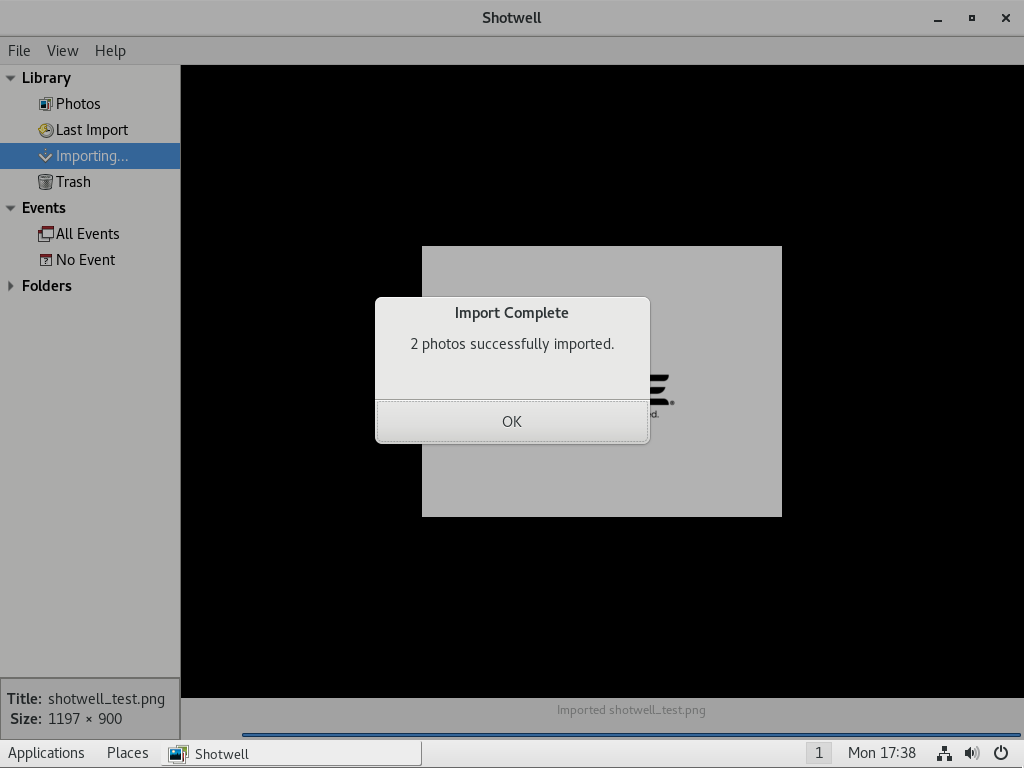 Shotwell
File View Help
Library
Photos
Last Import
Importing...
Trash
Events
All Events
No Event
Folders
Import Complete
2 photos successfully imported.
OK
E.
ed.
Title: shotwell_test.png
Size: 1197 × 900
Imported shotwell_test.png
Applications Places Shotwell 1 Mon 17:38